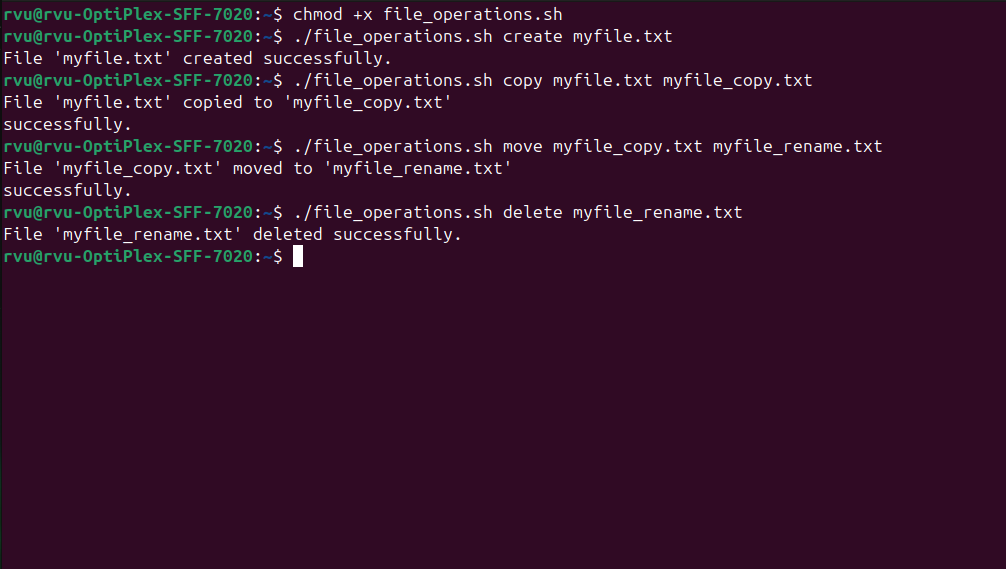 rvu@rvu-OptiPlex-SFF-7020:~$ chmod +x file_operations.sh
rvu@rvu-OptiPlex-SFF-7020:~$ ./file_operations.sh create myfile.txt
File 'myfile.txt' created successfully.
rvu@rvu-OptiPlex-SFF-7020:~$ ./file_operations.sh copy myfile.txt myfile_copy.txt
File 'myfile.txt' copied to 'myfile_copy.txt'
successfully.
rvu@rvu-OptiPlex-SFF-7020:~$ ./file_operations.sh move myfile_copy.txt myfile_rename.txt
File 'myfile_copy.txt' moved to 'myfile_rename.txt'
successfully.
rvu@rvu-OptiPlex-SFF-7020:~$ ./file_operations.sh delete myfile_rename.txt
File 'myfile_rename.txt' deleted successfully.
rvu@rvu-OptiPlex-SFF-7020:~$